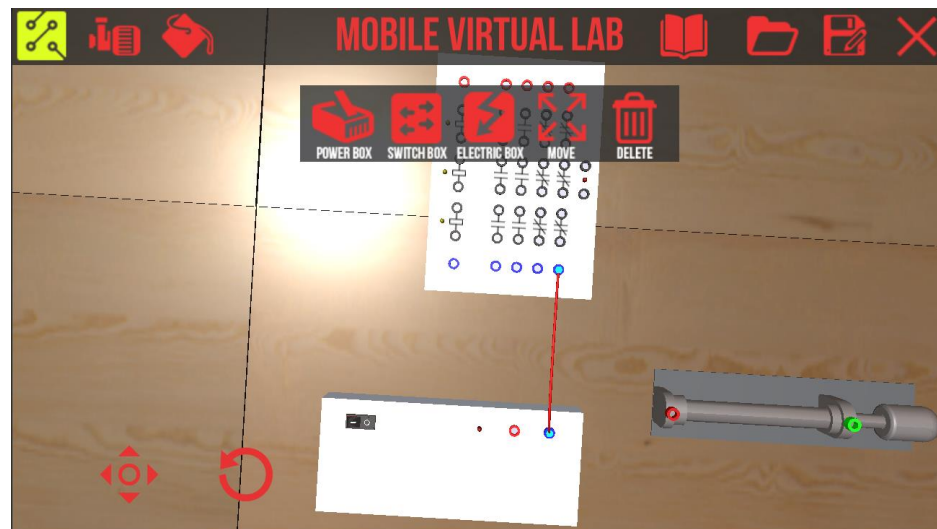 MOBILE VIRTUAL LAB
POWER BOX SWITCH BOX ELECTRIC BOX MOVE DELETE